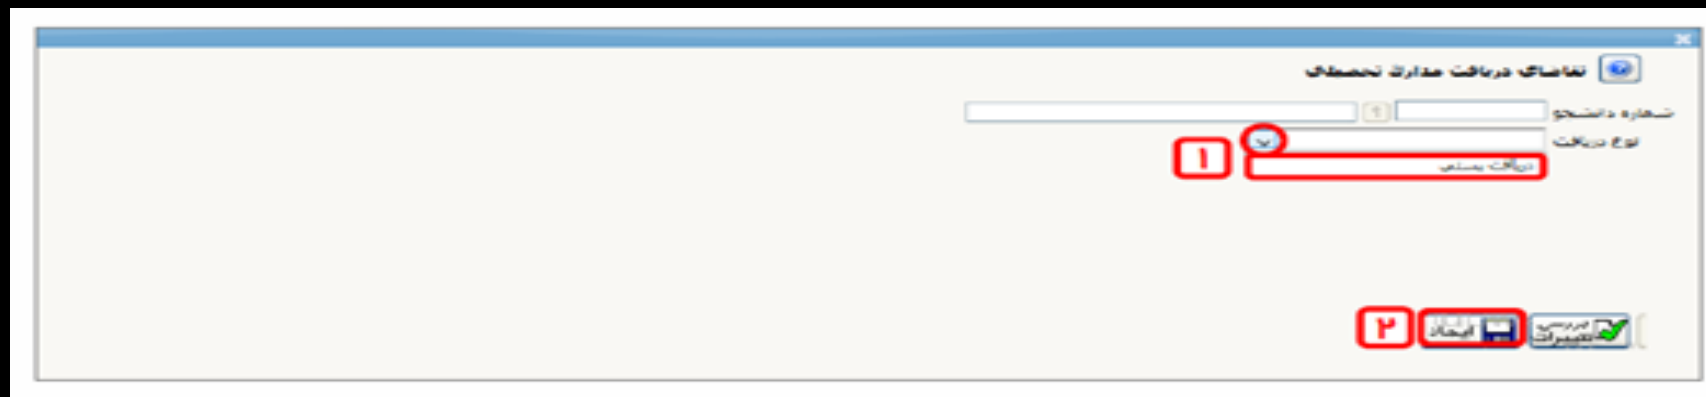 تقاضای دریافت مدارک تحصیلی
شماره دانشجو
نوع دریافت
دریافت پستی
۱
بررسی تغییرات
ایجاد
۲